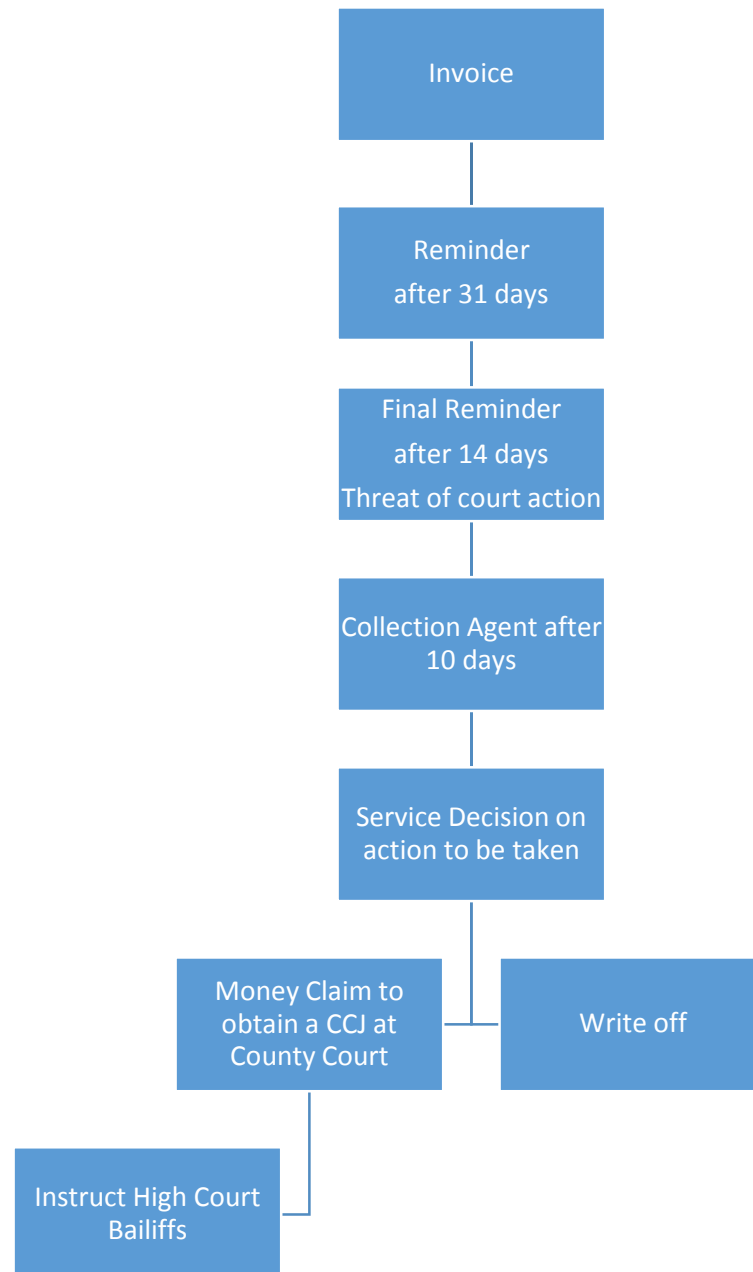 Invoice
Reminder
after 31 days
Final Reminder
after 14 days
Threat of court action
Collection Agent after
10 days
Service Decision on
action to be taken
Money Claim to
obtain a CCJ at
County Court
Write off
Instruct High Court
Bailiffs